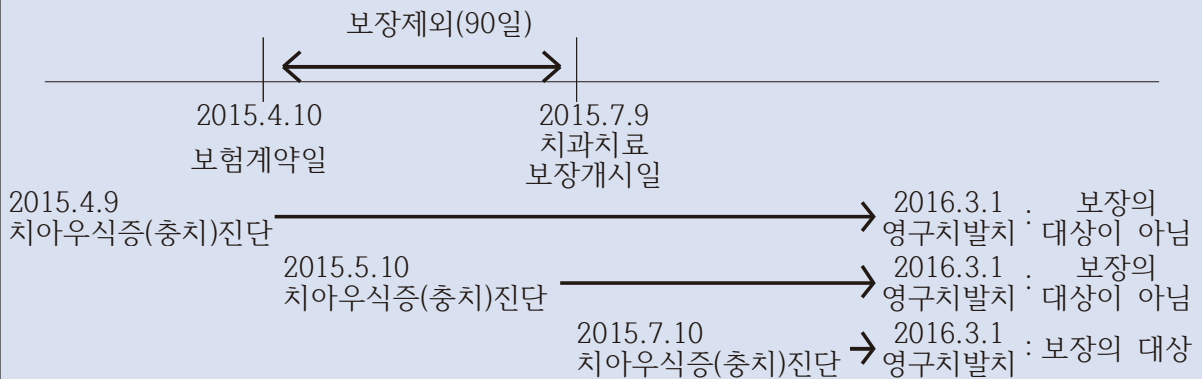 보장제외(90일)
2015.4.10
보험계약일
2015.7.9
치과치료
보장개시일
2015.4.9
치아우식증(충치)진단
2016.3.1
영구치발치
: 보장의
대상이 아님
2015.5.10
치아우식증(충치)진단
2016.3.1
영구치발치
: 보장의
대상이 아님
2015.7.10
치아우식증(충치)진단
2016.3.1
영구치발치
: 보장의 대상